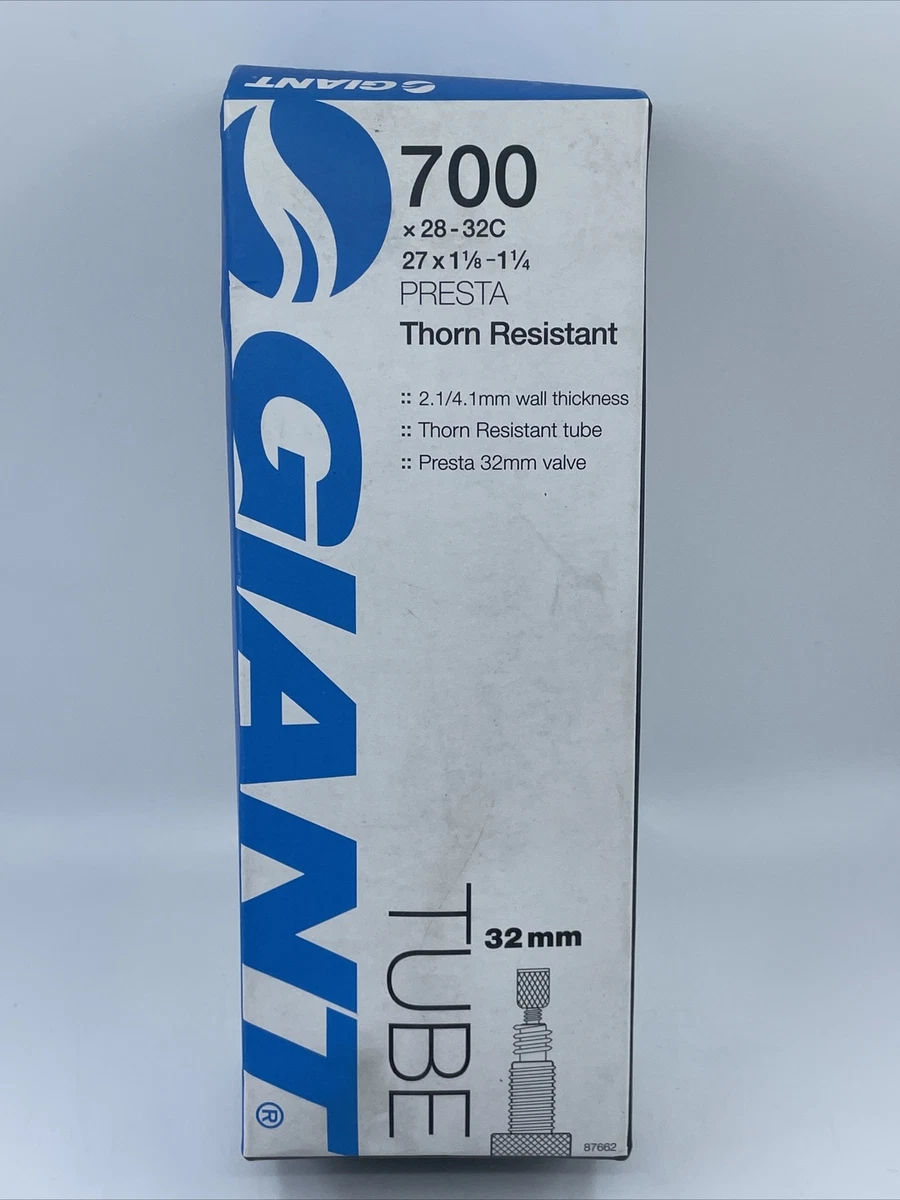 GIANT
700
x 28 - 32C
27 x 1⅛ - 1¼
PRESTA
Thorn Resistant
:: 2.1/4.1mm wall thickness
:: Thorn Resistant tube
:: Presta 32mm valve
GIANT®
TUBE
32 mm
87662